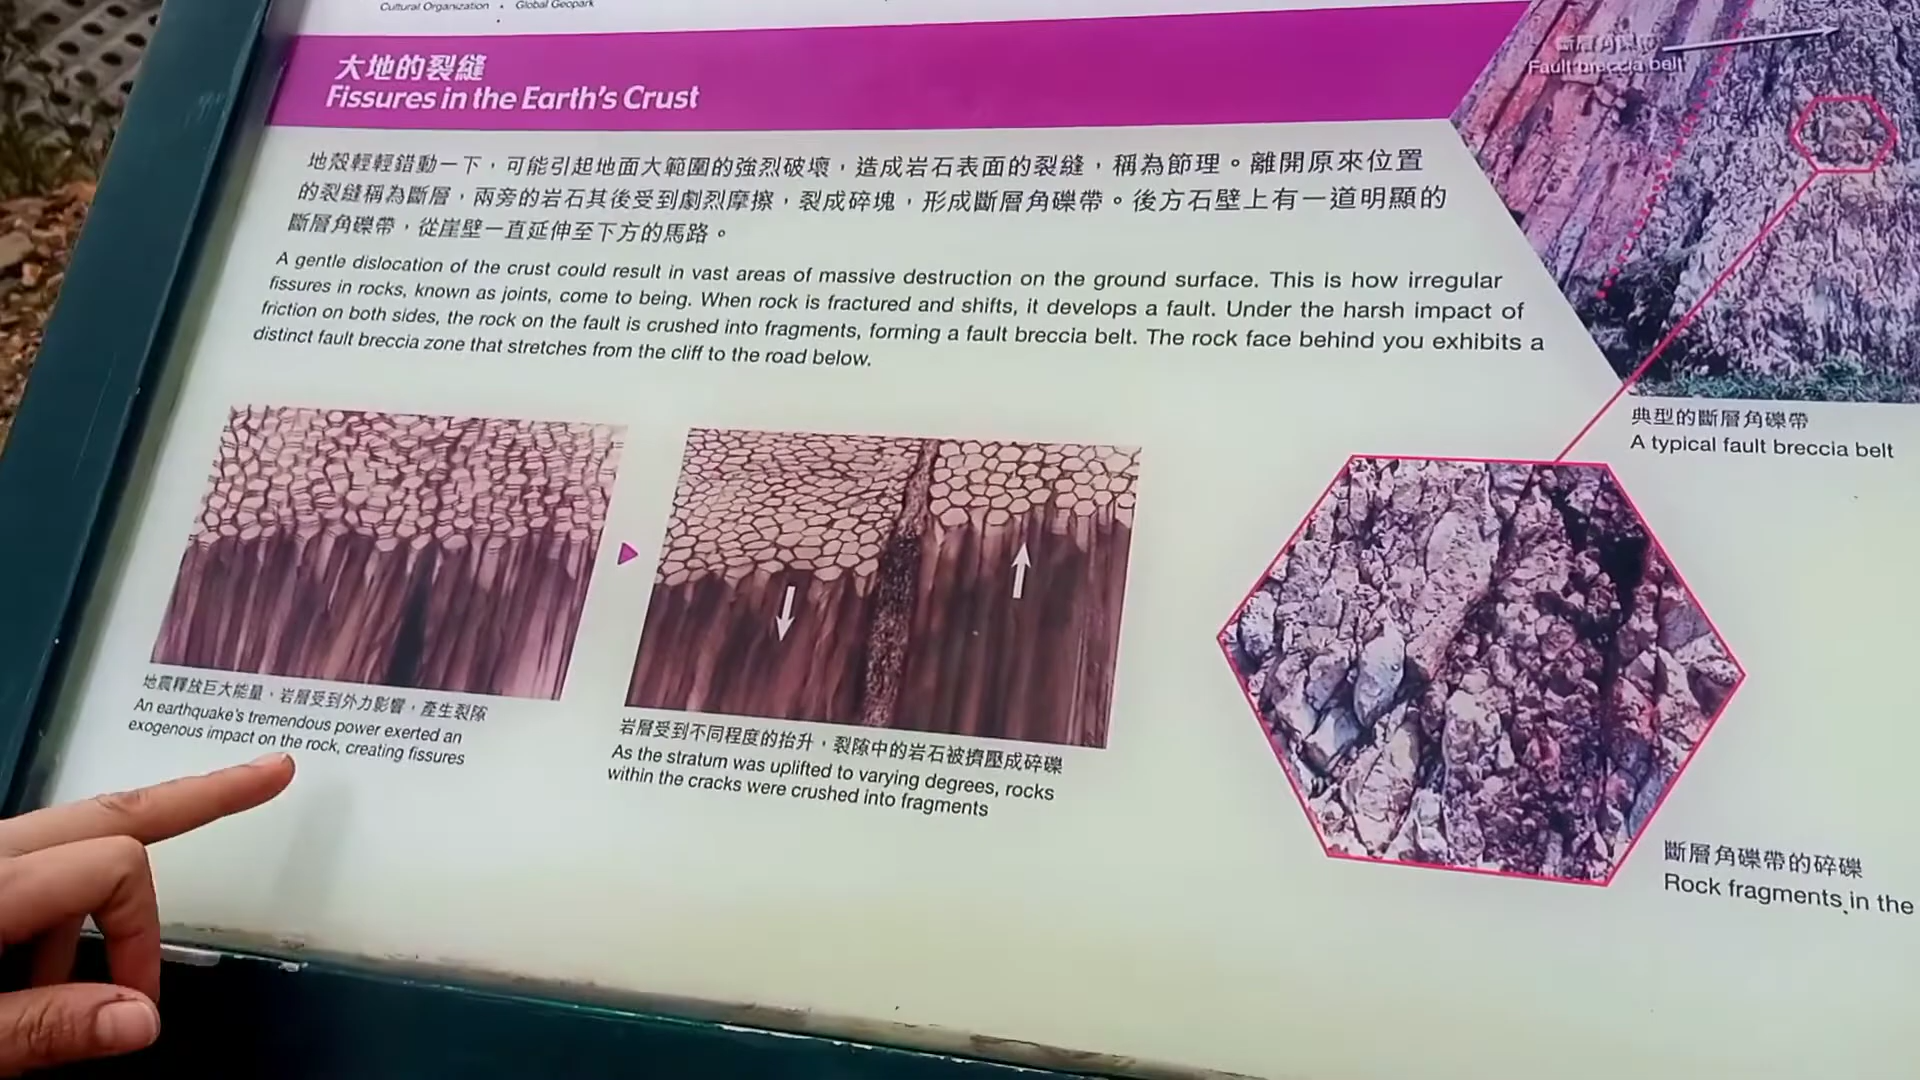 Cultural Organization • Global Geopark
大地的裂縫
Fissures in the Earth's Crust
地殼輕輕錯動一下，可能引起地面大範圍的強烈破壞，造成岩石表面的裂縫，稱為節理。離開原來位置
的裂縫稱為斷層，兩旁的岩石其後受到劇烈摩擦，裂成碎塊，形成斷層角礫帶。後方石壁上有一道明顯的
斷層角礫帶，從崖壁一直延伸至下方的馬路。
A gentle dislocation of the crust could result in vast areas of massive destruction on the ground surface. This is how irregular
fissures in rocks, known as joints, come to being. When rock is fractured and shifts, it develops a fault. Under the harsh impact of
friction on both sides, the rock on the fault is crushed into fragments, forming a fault breccia belt. The rock face behind you exhibits a
distinct fault breccia zone that stretches from the cliff to the road below.
斷層角礫帶
Fault breccia belt
典型的斷層角礫帶
A typical fault breccia belt
地震釋放巨大能量，岩層受到外力影響，產生裂隙
An earthquake's tremendous power exerted an
exogenous impact on the rock, creating fissures
岩層受到不同程度的抬升，裂隙中的岩石被擠壓成碎礫
As the stratum was uplifted to varying degrees, rocks
within the cracks were crushed into fragments
斷層角礫帶的碎礫
Rock fragments in the